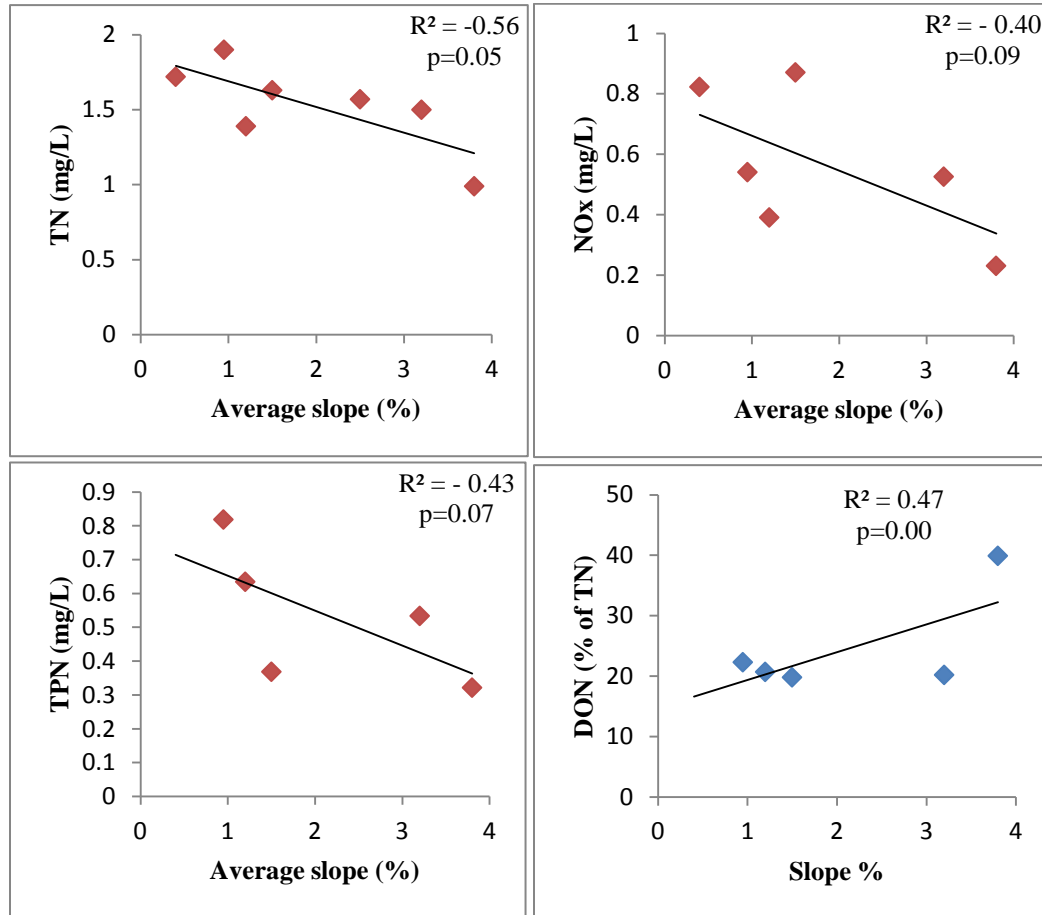 R² = -0.56
p=0.05
2
1.5
1
0.5
0
TN (mg/L)
0 1 2 3 4
Average slope (%)
R² = - 0.40
p=0.09
1
0.8
0.6
0.4
0.2
0
NOx (mg/L)
0 1 2 3 4
Average slope (%)
R² = - 0.43
p=0.07
0.9
0.8
0.7
0.6
0.5
0.4
0.3
0.2
0.1
0
TPN (mg/L)
0 1 2 3 4
Average slope (%)
R² = 0.47
p=0.00
50
40
30
20
10
0
DON (% of TN)
0 1 2 3 4
Slope %